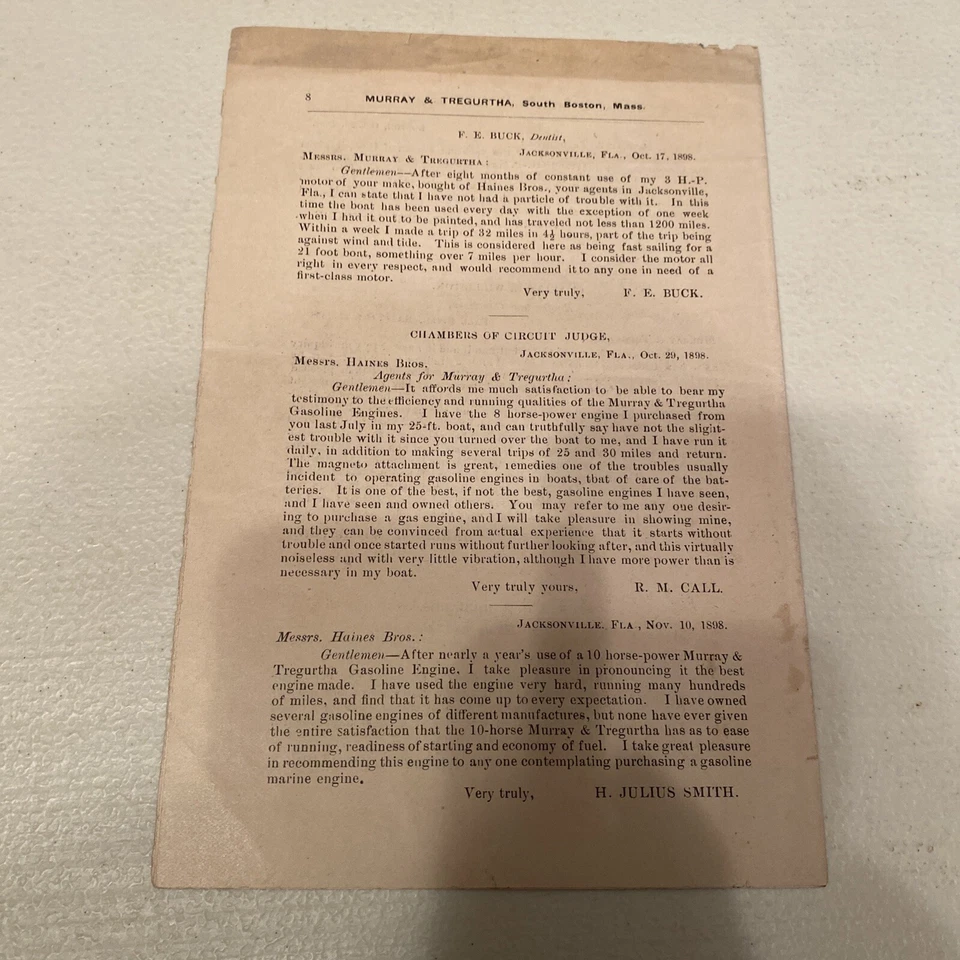 8 MURRAY & TREGURTHA, South Boston, Mass.
F. E. BUCK, Dentist,
JACKSONVILLE, FLA., Oct. 17, 1898.
MESSRS. MURRAY & TREGURTHA:
Gentlemen—After eight months of constant use of my 3 H.-P.
motor of your make, bought of Haines Bros., your agents in Jacksonville,
Fla., I can state that I have not had a particle of trouble with it. In this
time the boat has been used every day with the exception of one week
when I had it out to be painted, and has traveled not less than 1200 miles.
Within a week I made a trip of 32 miles in 4½ hours, part of the trip being
against wind and tide. This is considered here as being fast sailing for a
21 foot boat, something over 7 miles per hour. I consider the motor all
right in every respect, and would recommend it to any one in need of a
first-class motor.
Very truly, F. E. BUCK.
CHAMBERS OF CIRCUIT JUDGE,
JACKSONVILLE, FLA., Oct. 29, 1898.
MESSRS. HAINES BROS.
Agents for Murray & Tregurtha:
Gentlemen—It affords me much satisfaction to be able to bear my
testimony to the efficiency and running qualities of the Murray & Tregurtha
Gasoline Engines. I have the 8 horse-power engine I purchased from
you last July in my 25-ft. boat, and can truthfully say have not the slight-
est trouble with it since you turned over the boat to me, and I have run it
daily, in addition to making several trips of 25 and 30 miles and return.
The magneto attachment is great, remedies one of the troubles usually
incident to operating gasoline engines in boats, tbat of care of the bat-
teries. It is one of the best, if not the best, gasoline engines I have seen,
and I have seen and owned others. You may refer to me any one desir-
ing to purchase a gas engine, and I will take pleasure in showing mine,
and they can be convinced from actual experience that it starts without
trouble and once started runs without further looking after, and this virtually
noiseless and with very little vibration, although I have more power than is
necessary in my boat.
Very truly yours, R. M. CALL.
JACKSONVILLE, FLA., NOV. 10, 1898.
Messrs. Haines Bros.:
Gentlemen—After nearly a year's use of a 10 horse-power Murray &
Tregurtha Gasoline Engine. I take pleasure in pronouncing it the best
engine made. I have used the engine very hard, running many hundreds
of miles, and find that it has come up to every expectation. I have owned
several gasoline engines of different manufactures, but none have ever given
the entire satisfaction that the 10-horse Murray & Tregurtha has as to ease
of running, readiness of starting and economy of fuel. I take great pleasure
in recommending this engine to any one contemplating purchasing a gasoline
marine engine.
Very truly, H. JULIUS SMITH.